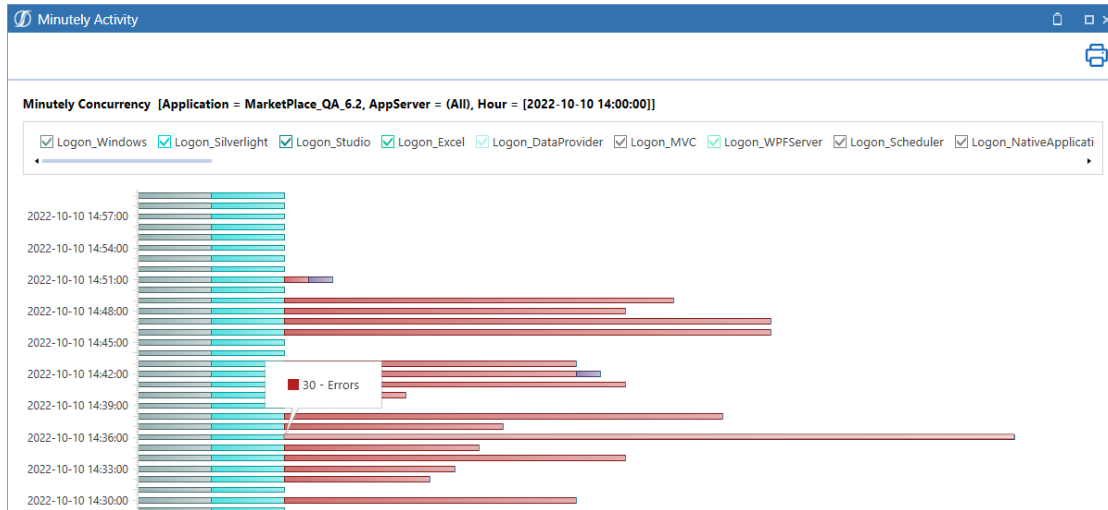 Minutely Activity
Minutely Concurrency [Application = MarketPlace_QA_6.2, AppServer = (All), Hour = [2022-10-10 14:00:00]]
Logon_Windows Logon_Silverlight Logon_Studio Logon_Excel Logon_DataProvider Logon_MVC Logon_WPFServer Logon_Scheduler Logon_NativeApplicati
2022-10-10 14:57:00
2022-10-10 14:54:00
2022-10-10 14:51:00
2022-10-10 14:48:00
2022-10-10 14:45:00
2022-10-10 14:42:00
30 - Errors
2022-10-10 14:39:00
2022-10-10 14:36:00
2022-10-10 14:33:00
2022-10-10 14:30:00